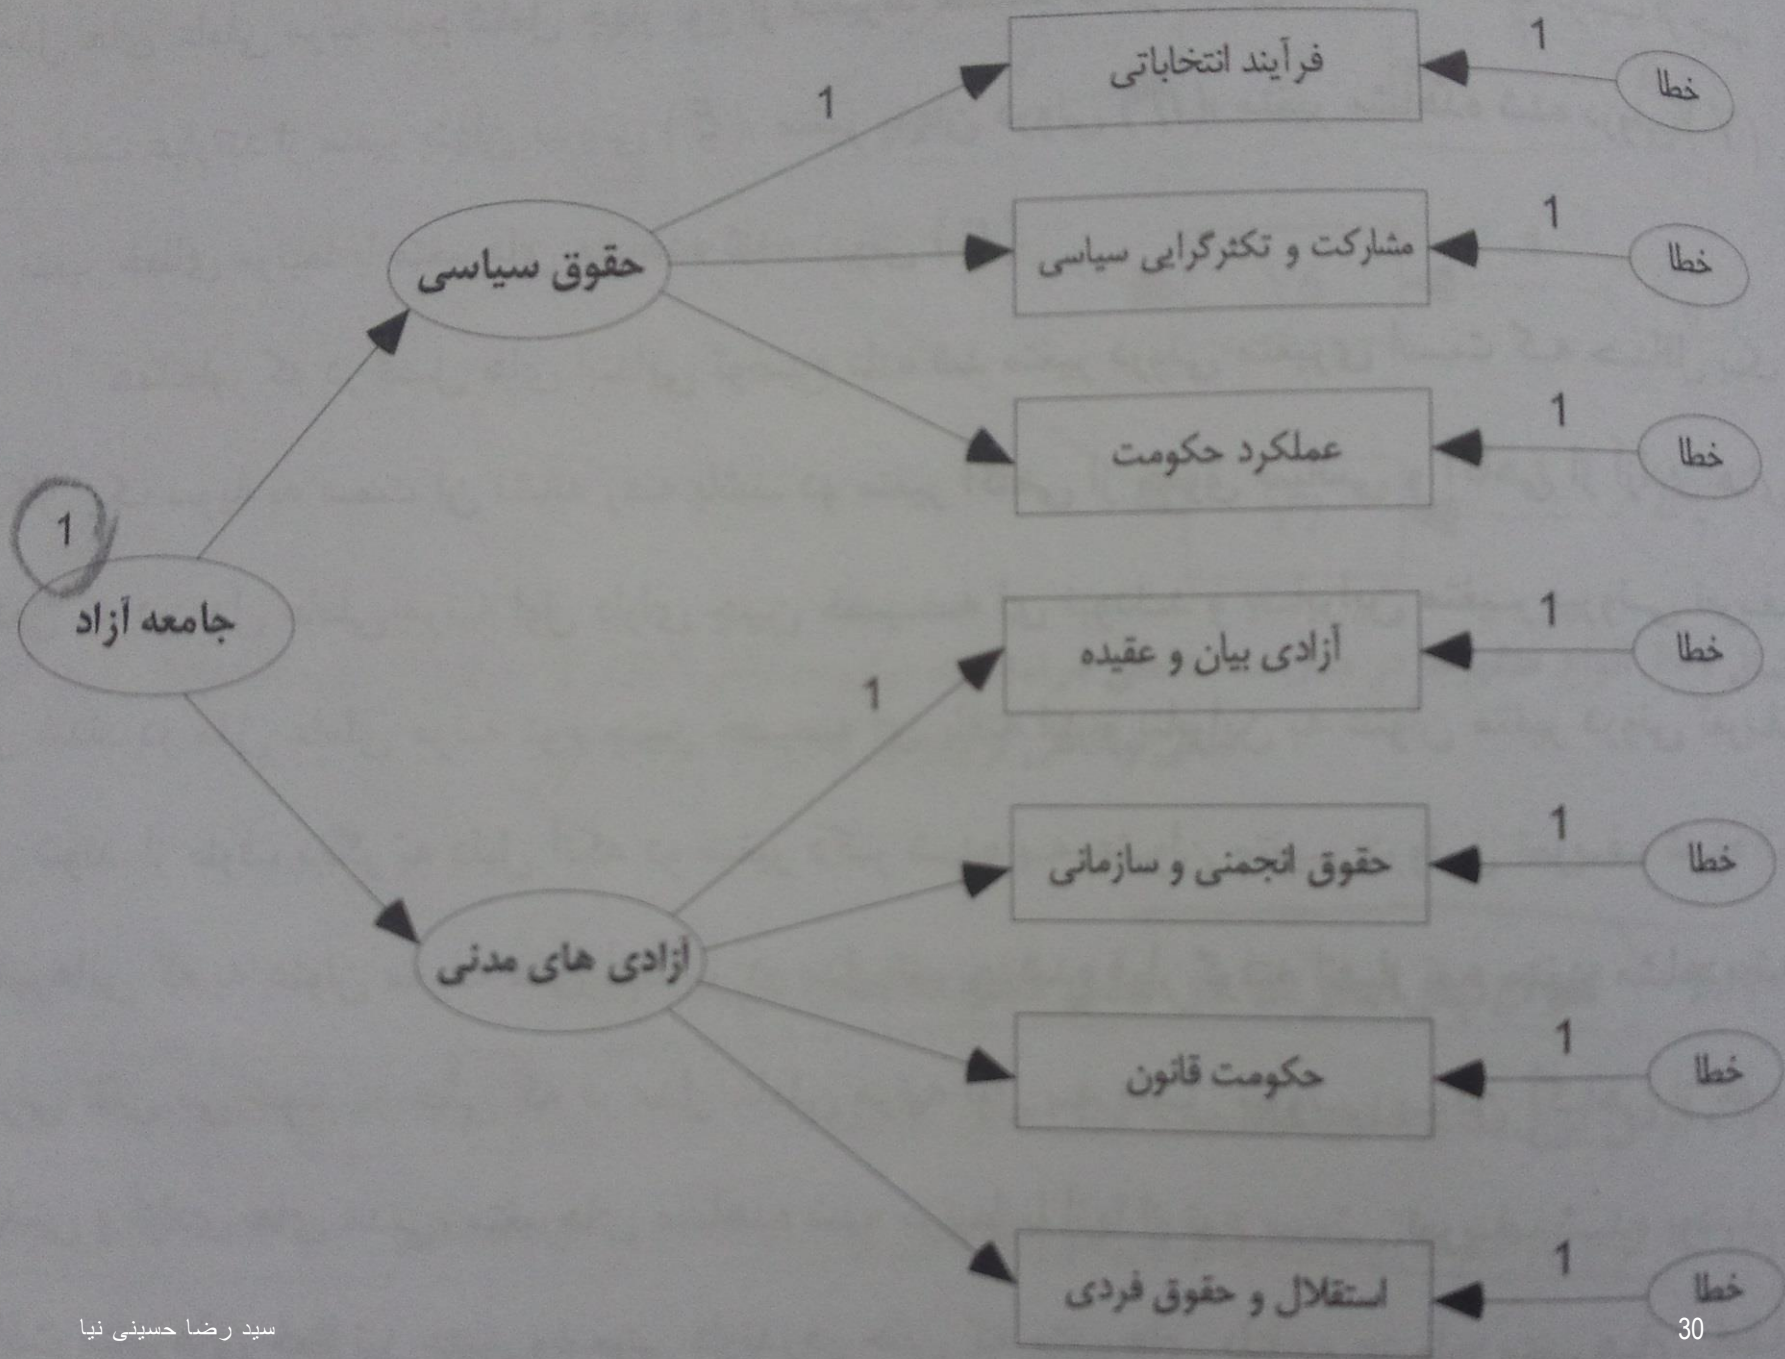 فرآیند انتخاباتی
1
خطا
1
حقوق سیاسی
مشارکت و تکثرگرایی سیاسی
1
خطا
عملکرد حکومت
1
خطا
1
جامعه آزاد
آزادی بیان و عقیده
1
خطا
1
آزادی های مدنی
حقوق انجمنی و سازمانی
1
خطا
حکومت قانون
1
خطا
استقلال و حقوق فردی
1
خطا
سید رضا حسینی نیا
30